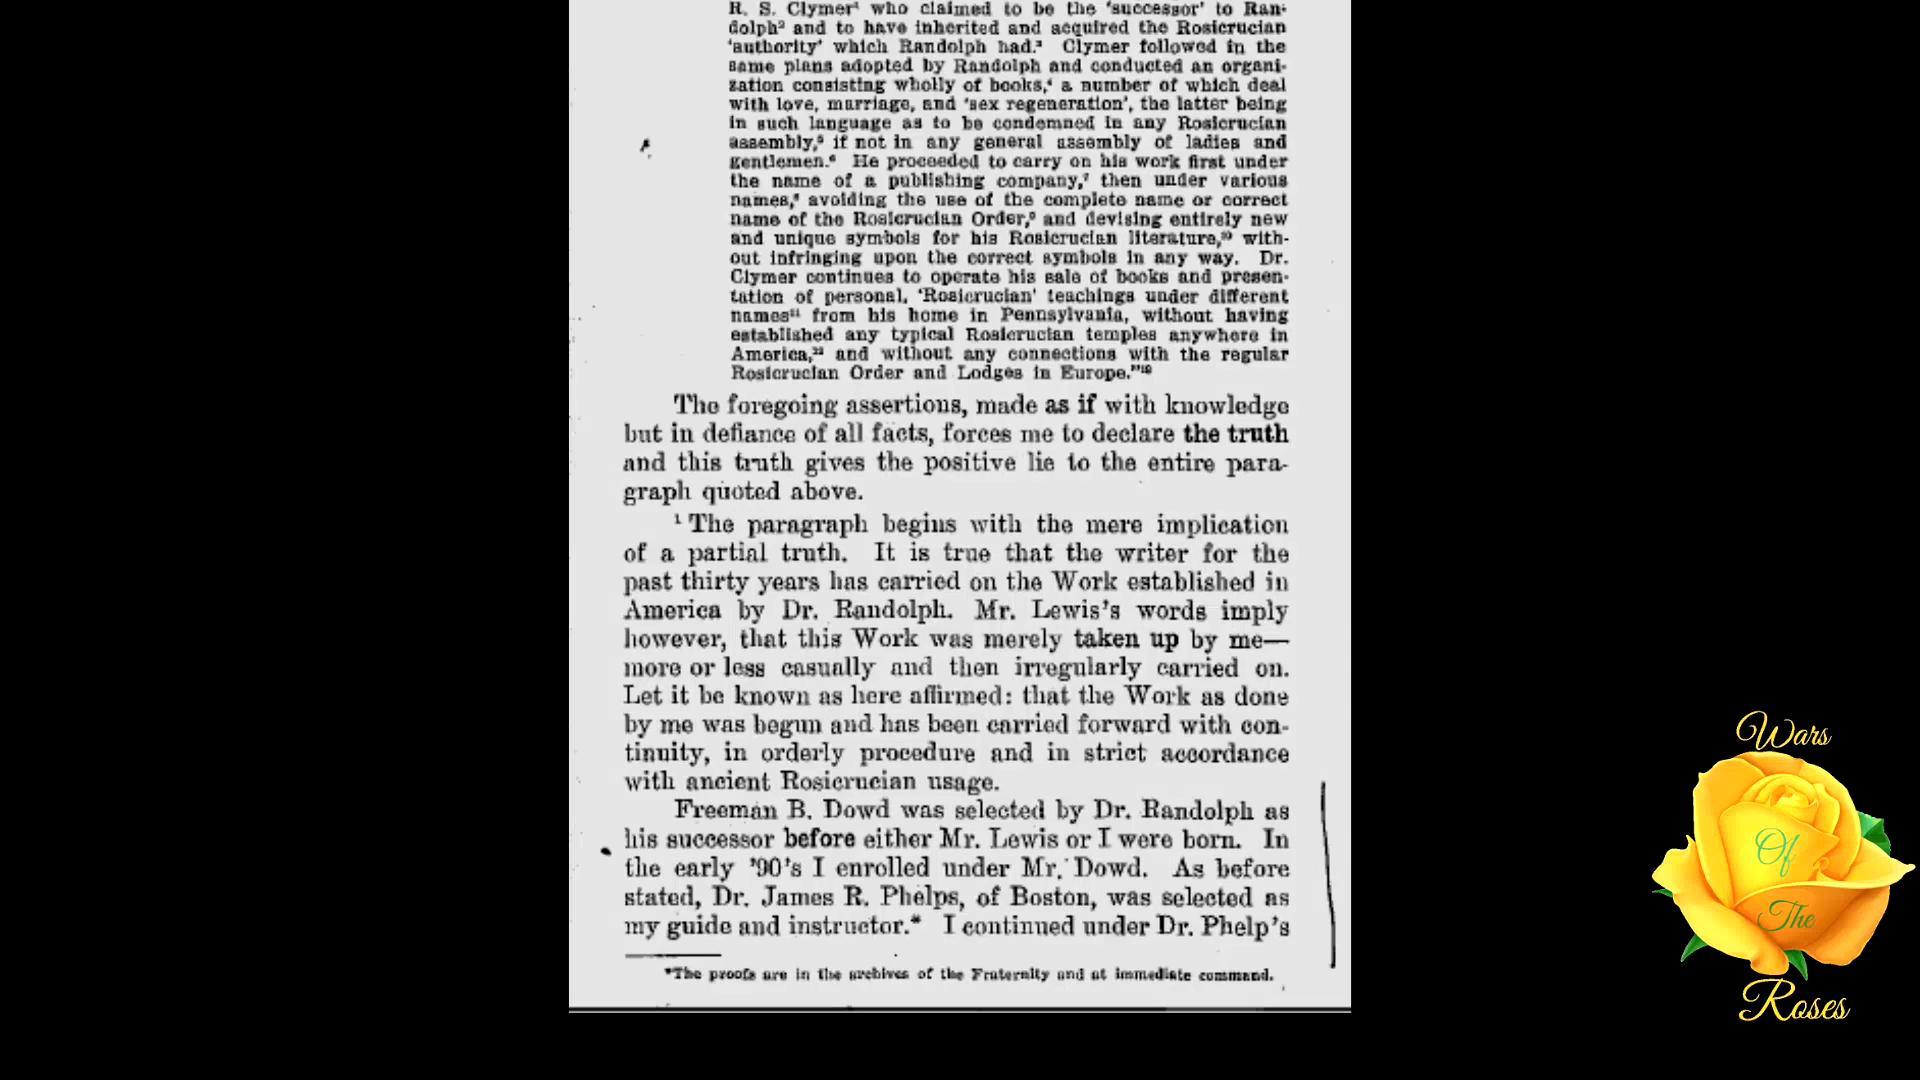 R. S. Clymer¹ who claimed to be the 'successor' to Ran-
dolph² and to have inherited and acquired the Rosicrucian
'authority' which Randolph had.³ Clymer followed in the
same plans adopted by Randolph and conducted an organi-
zation consisting wholly of books,⁴ a number of which deal
with love, marriage, and 'sex regeneration', the latter being
in such language as to be condemned in any Rosicrucian
assembly,⁵ if not in any general assembly of ladies and
gentlemen.⁶ He proceeded to carry on his work first under
the name of a publishing company,⁷ then under various
names,⁸ avoiding the use of the complete name or correct
name of the Rosicrucian Order,⁹ and devising entirely new
and unique symbols for his Rosicrucian literature,¹⁰ with-
out infringing upon the correct symbols in any way. Dr.
Clymer continues to operate his sale of books and presen-
tation of personal, 'Rosicrucian' teachings under different
names¹¹ from his home in Pennsylvania, without having
established any typical Rosicrucian temples anywhere in
America,¹² and without any connections with the regular
Rosicrucian Order and Lodges in Europe."¹³
The foregoing assertions, made as if with knowledge
but in defiance of all facts, forces me to declare the truth
and this truth gives the positive lie to the entire para-
graph quoted above.
¹ The paragraph begins with the mere implication
of a partial truth. It is true that the writer for the
past thirty years has carried on the Work established in
America by Dr. Randolph. Mr. Lewis's words imply
however, that this Work was merely taken up by me—
more or less casually and then irregularly carried on.
Let it be known as here affirmed: that the Work as done
by me was begun and has been carried forward with con-
tinuity, in orderly procedure and in strict accordance
with ancient Rosicrucian usage.
Freeman B. Dowd was selected by Dr. Randolph as
his successor before either Mr. Lewis or I were born. In
the early '90's I enrolled under Mr. Dowd. As before
stated, Dr. James R. Phelps, of Boston, was selected as
my guide and instructor.* I continued under Dr. Phelp's
*The proofs are in the archives of the Fraternity and at immediate command.
Wars
Of
The
Roses